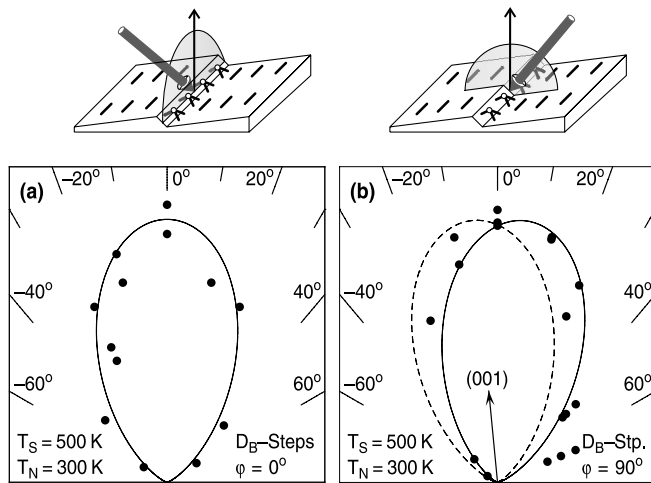 (a)
−20° 0° 20°
−40° 40°
−60° 60°
T_S = 500 K D_B–Steps
T_N = 300 K φ = 0°
(b)
−20° 0° 20°
−40° 40°
−60° 60°
(001)
T_S = 500 K D_B–Stp.
T_N = 300 K φ = 90°